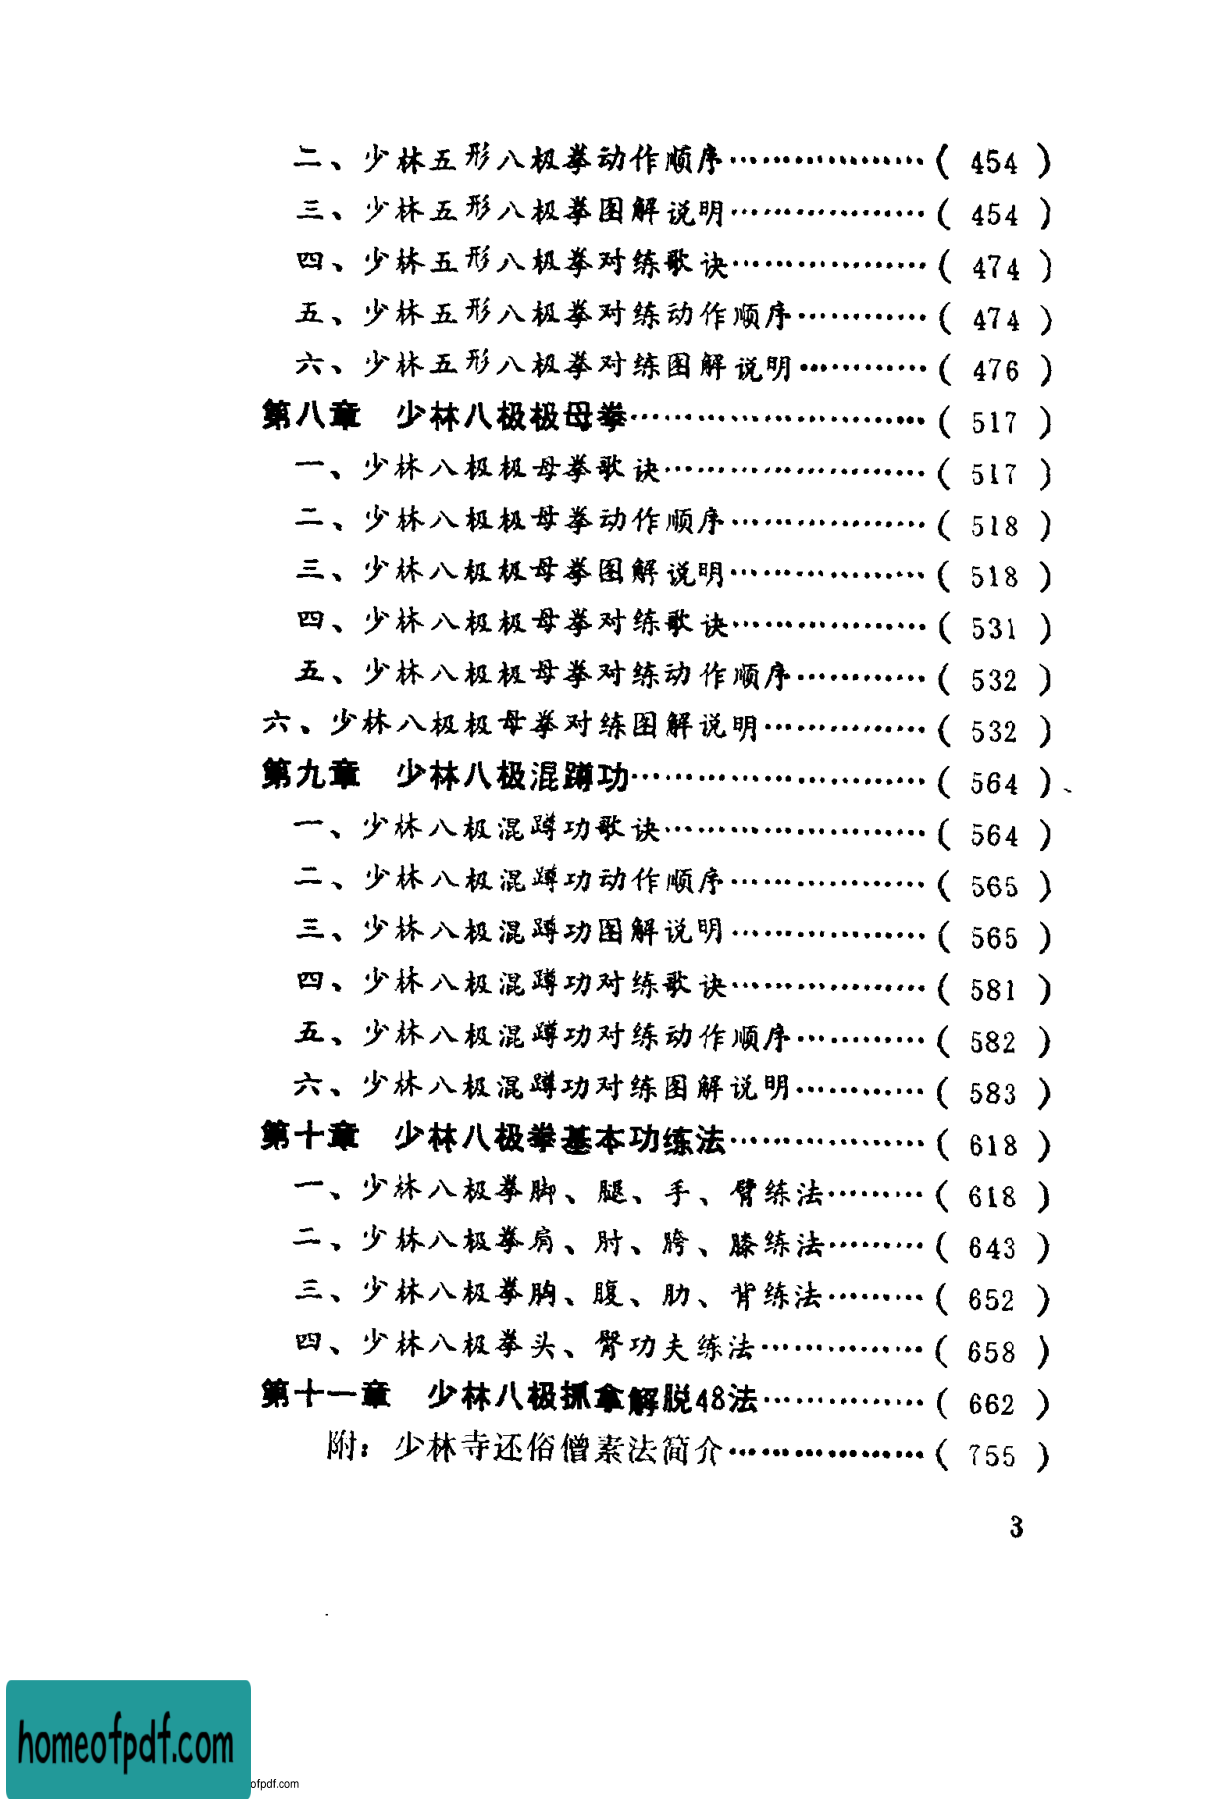 二、少林五形八极拳动作顺序………………( 454 )
三、少林五形八极拳图解说明………………( 454 )
四、少林五形八极拳对练歌诀………………( 474 )
五、少林五形八极拳对练动作顺序…………( 474 )
六、少林五形八极拳对练图解说明…………( 476 )
第八章 少林八极极母拳………………………( 517 )
一、少林八极极母拳歌诀……………………( 517 )
二、少林八极极母拳动作顺序………………( 518 )
三、少林八极极母拳图解说明………………( 518 )
四、少林八极极母拳对练歌诀………………( 531 )
五、少林八极极母拳对练动作顺序…………( 532 )
六、少林八极极母拳对练图解说明……………( 532 )
第九章 少林八极混蹲功………………………( 564 )
一、少林八极混蹲功歌诀……………………( 564 )
二、少林八极混蹲功动作顺序………………( 565 )
三、少林八极混蹲功图解说明………………( 565 )
四、少林八极混蹲功对练歌诀………………( 581 )
五、少林八极混蹲功对练动作顺序…………( 582 )
六、少林八极混蹲功对练图解说明…………( 583 )
第十章 少林八极拳基本功练法………………( 618 )
一、少林八极拳脚、腿、手、臂练法………( 618 )
二、少林八极拳肩、肘、胯、膝练法………( 643 )
三、少林八极拳胸、腹、肋、背练法………( 652 )
四、少林八极拳头、臀功夫练法……………( 658 )
第十一章 少林八极抓拿解脱48法……………( 662 )
附：少林寺还俗僧素法简介………………( 755 )
3
homeofpdf.com
ofpdf.com